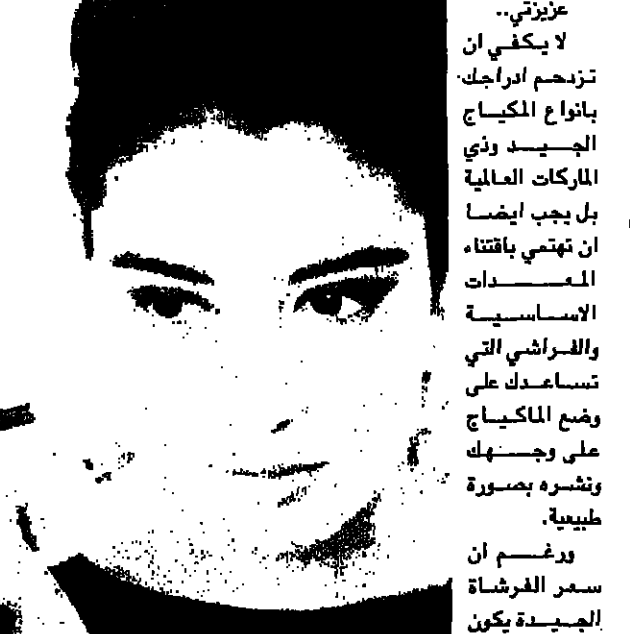 عزيزتي..
لا يكفي ان
تزدحم ادراجك
بانواع المكياج
الجيد وذي
الماركات العالمية
بل يجب ايضا
ان تهتمي باقتناء
المعدات
الاساسية
والفراشي التي
تساعدك على
وضع الماكياج
على وجهك
ونشره بصورة
طبيعية.
ورغم ان
سعر الفرشاة
الجيدة يكون